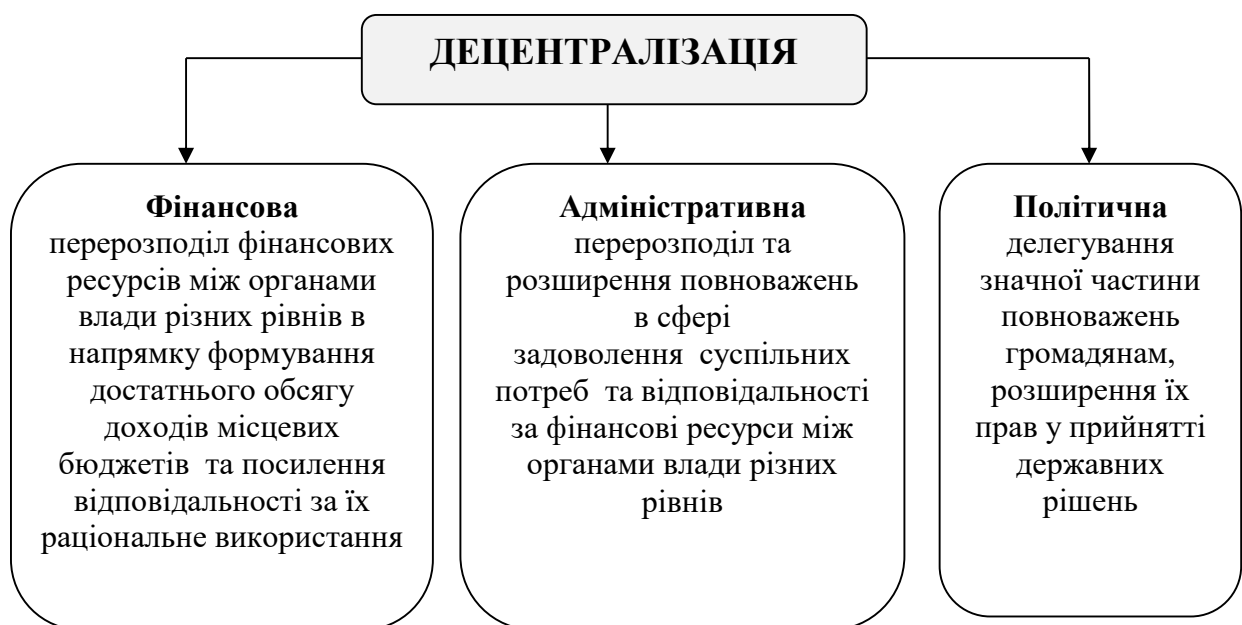 ДЕЦЕНТРАЛІЗАЦІЯ
Фінансова
перерозподіл фінансових
ресурсів між органами
влади різних рівнів в
напрямку формування
достатнього обсягу
доходів місцевих
бюджетів та посилення
відповідальності за їх
раціональне використання
Адміністративна
перерозподіл та
розширення повноважень
в сфері
задоволення суспільних
потреб та відповідальності
за фінансові ресурси між
органами влади різних
рівнів
Політична
делегування
значної частини
повноважень
громадянам,
розширення їх
прав у прийнятті
державних
рішень